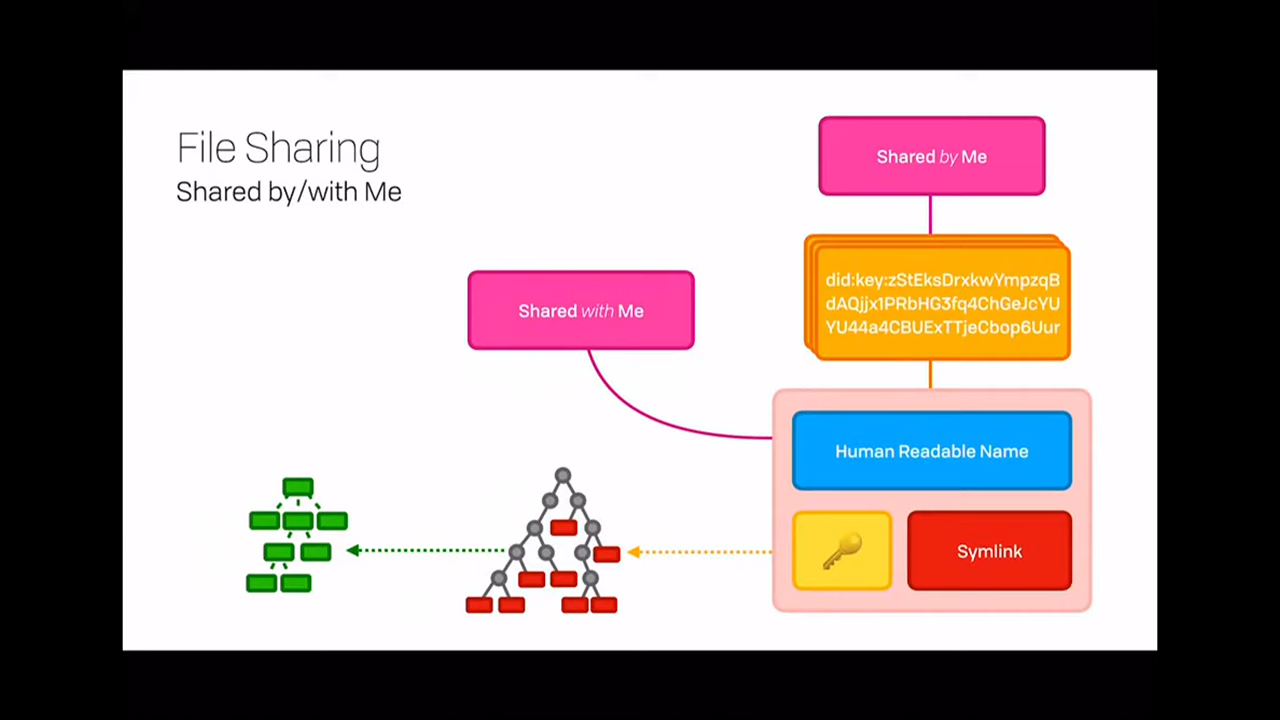 File Sharing
Shared by/with Me
Shared by Me
did:key:zStEksDrxkwYmpzqB
dAQjjx1PRbHG3fq4ChGeJcYU
YU44a4CBUExTTjeCbop6Uur
Shared with Me
Human Readable Name
Symlink